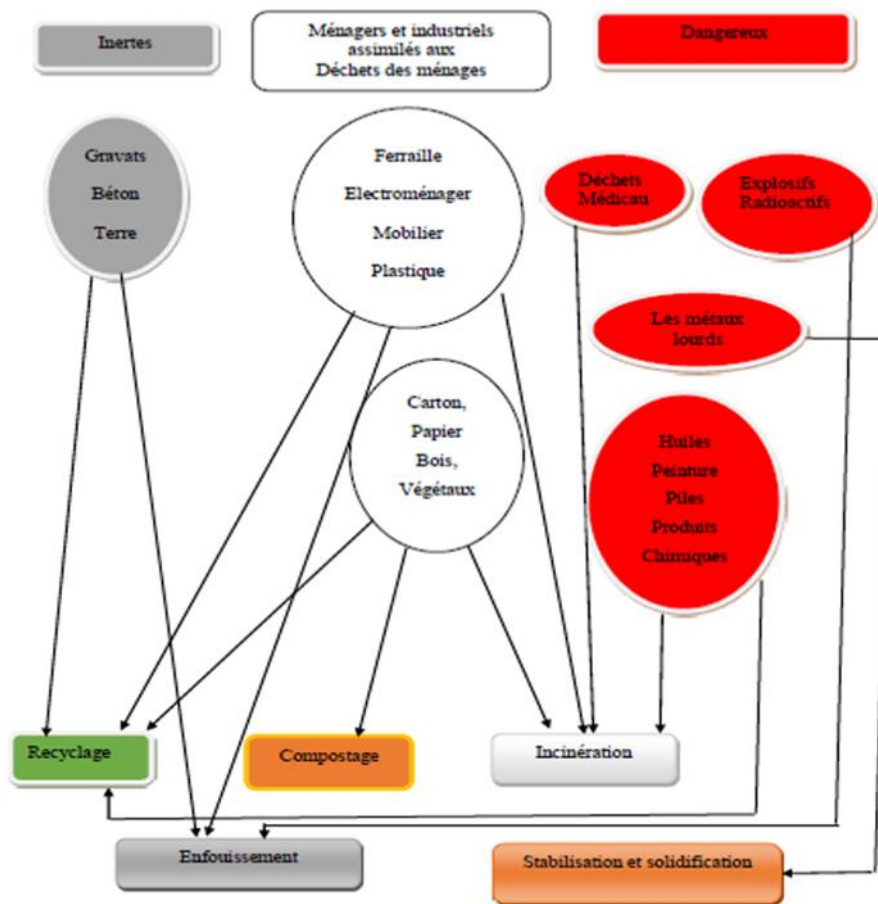 Inertes
Ménagers et industriels
assimilés aux
Déchets des ménages
Dangereux
Gravats
Béton
Terre
Ferraille
Electroménager
Mobilier
Plastique
Déchets
Médicau
Explosifs
Radioactifs
Les métaux
lourds
Carton,
Papier
Bois,
Végétaux
Huiles
Peinture
Piles
Produits
Chimiques
Recyclage
Compostage
Incinération
Enfouissement
Stabilisation et solidification